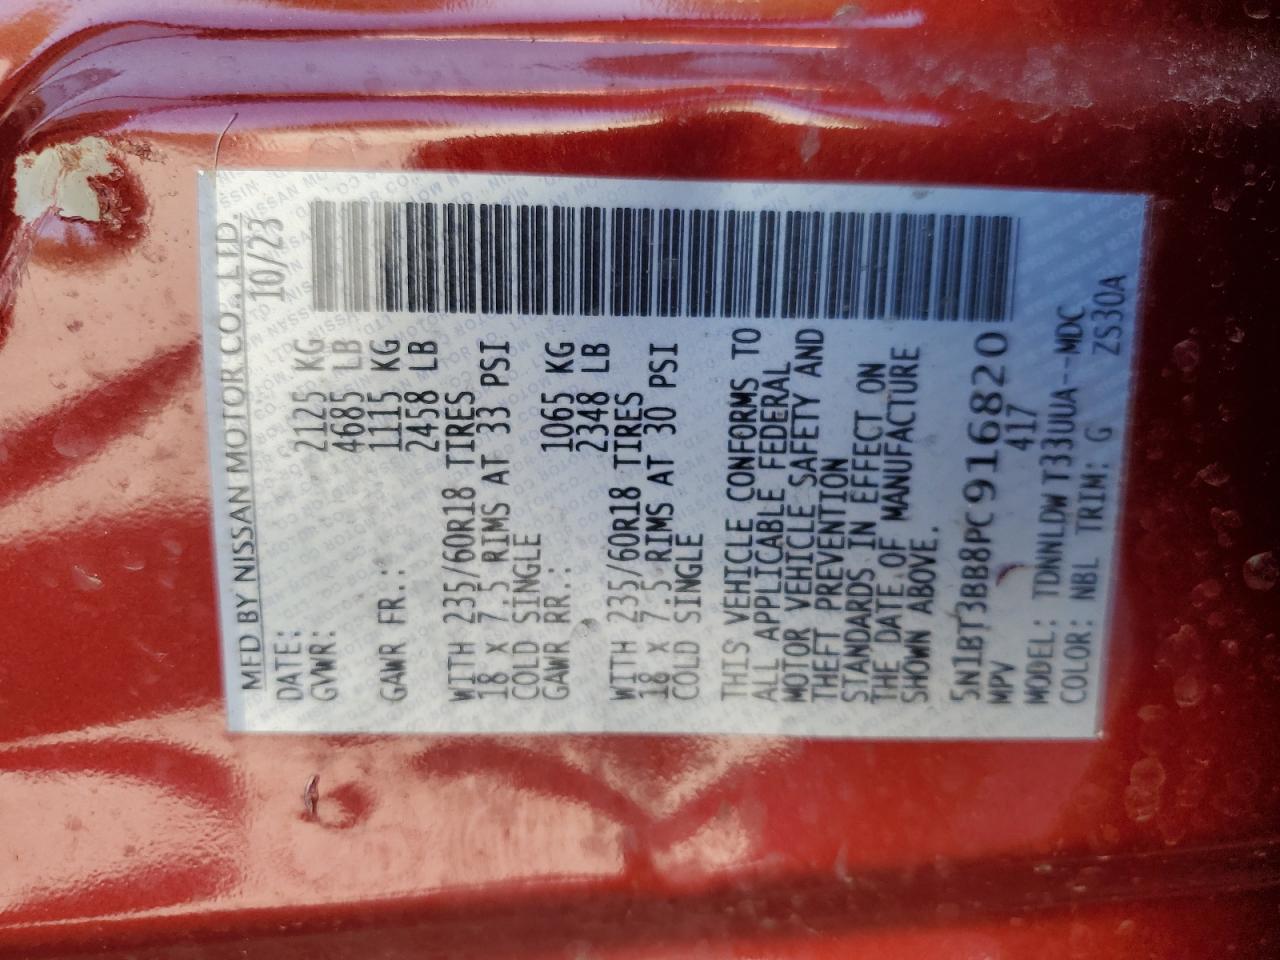 MFD BY NISSAN MOTOR CO., LTD.
DATE: 10/23
GVWR: 2125 KG
4685 LB
GAWR FR.: 1115 KG
2458 LB
WITH 235/60R18 TIRES
18 X 7.5 RIMS AT 33 PSI
COLD SINGLE
GAWR RR.: 1065 KG
2348 LB
WITH 235/60R18 TIRES
18 X 7.5 RIMS AT 30 PSI
COLD SINGLE
THIS VEHICLE CONFORMS TO
ALL APPLICABLE FEDERAL
MOTOR VEHICLE SAFETY AND
THEFT PREVENTION
STANDARDS IN EFFECT ON
THE DATE OF MANUFACTURE
SHOWN ABOVE.
5N1BT3BB8PC916820
MPV 417
MODEL: TDNNLDW T33UUA--MDC
COLOR: NBL TRIM: G ZS30A